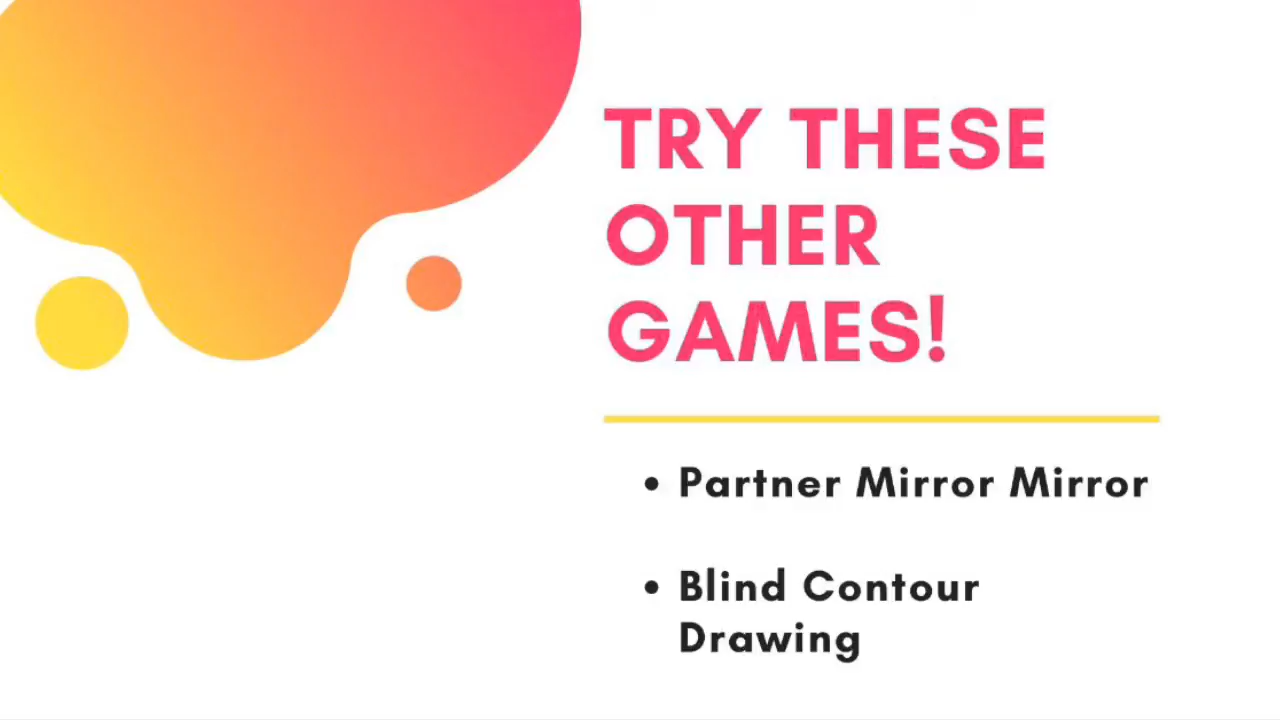 TRY THESE
OTHER
GAMES!
• Partner Mirror Mirror
• Blind Contour
Drawing